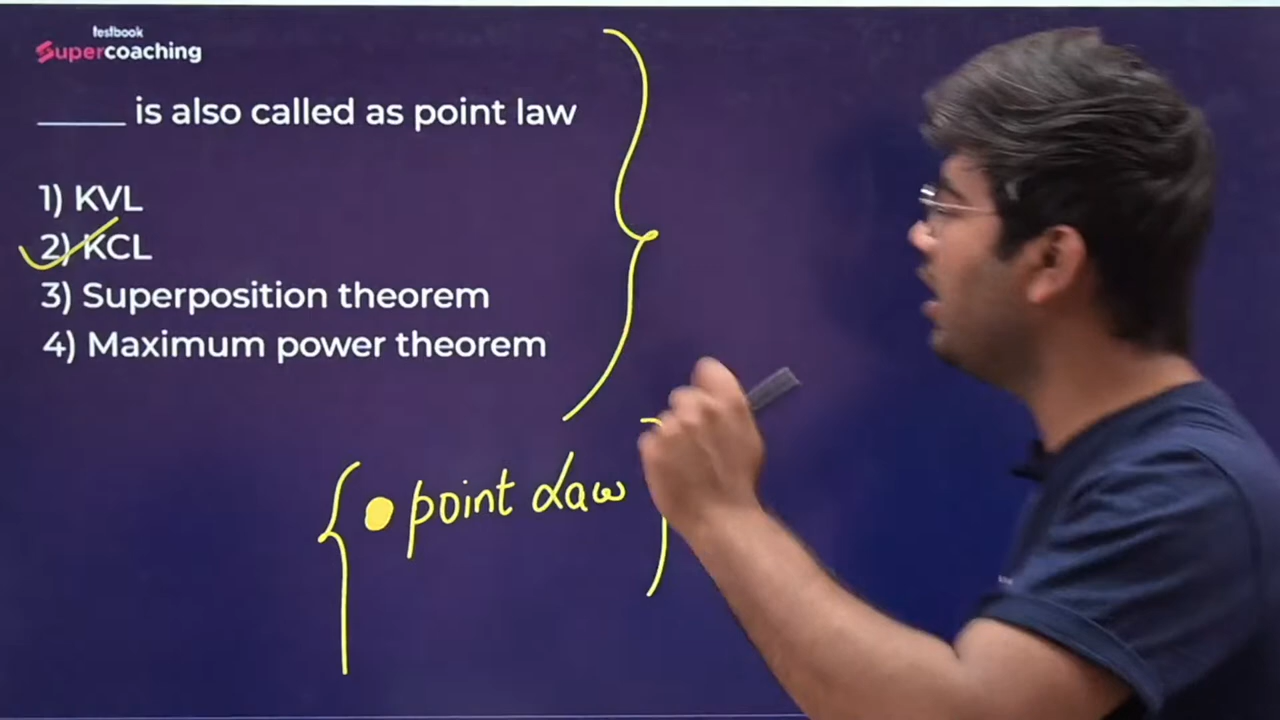 testbook
Supercoaching
_____ is also called as point law
1) KVL
2) KCL
3) Superposition theorem
4) Maximum power theorem
point Law